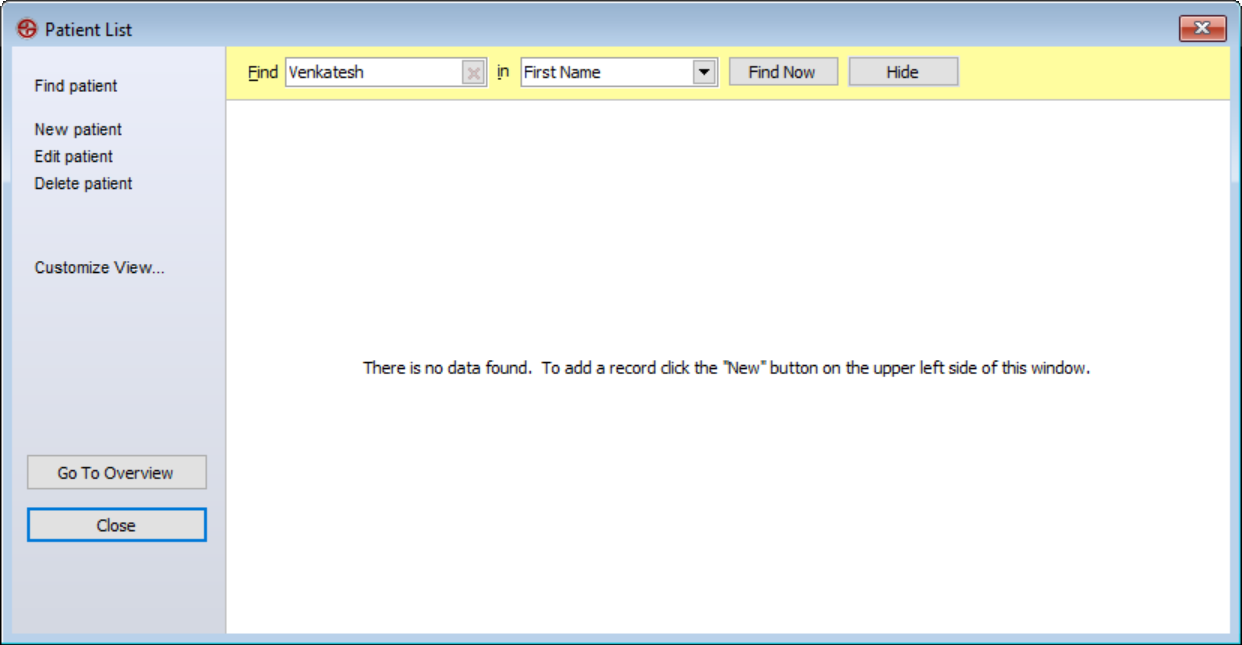 Patient List
Find patient
New patient
Edit patient
Delete patient
Customize View...
Go To Overview
Close
Find Venkatesh in First Name Find Now Hide
There is no data found. To add a record click the "New" button on the upper left side of this window.